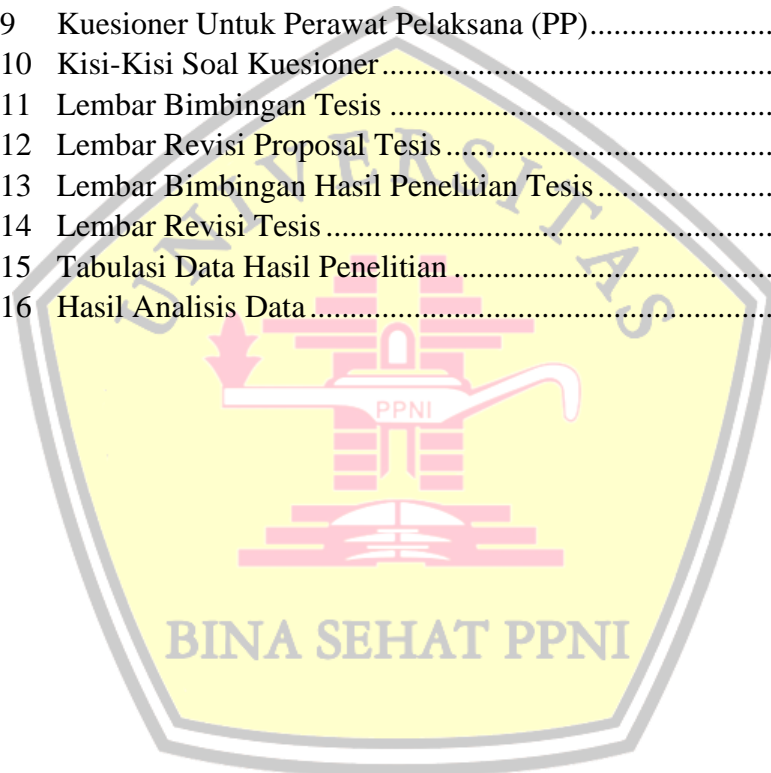 9 Kuesioner Untuk Perawat Pelaksana (PP).......................
10 Kisi-Kisi Soal Kuesioner.................................................
11 Lembar Bimbingan Tesis ................................................
12 Lembar Revisi Proposal Tesis.........................................
13 Lembar Bimbingan Hasil Penelitian Tesis......................
14 Lembar Revisi Tesis........................................................
15 Tabulasi Data Hasil Penelitian ........................................
16 Hasil Analisis Data..........................................................
UNIVERSITAS
PPNI
BINA SEHAT PPNI